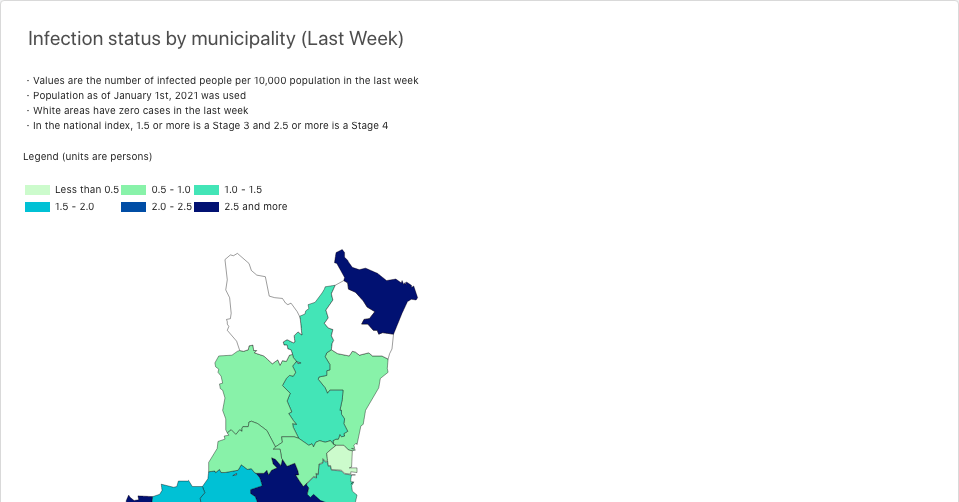 Infection status by municipality (Last Week)
· Values are the number of infected people per 10,000 population in the last week
· Population as of January 1st, 2021 was used
· White areas have zero cases in the last week
· In the national index, 1.5 or more is a Stage 3 and 2.5 or more is a Stage 4
Legend (units are persons)
Less than 0.5 0.5 - 1.0 1.0 - 1.5
1.5 - 2.0 2.0 - 2.5 2.5 and more